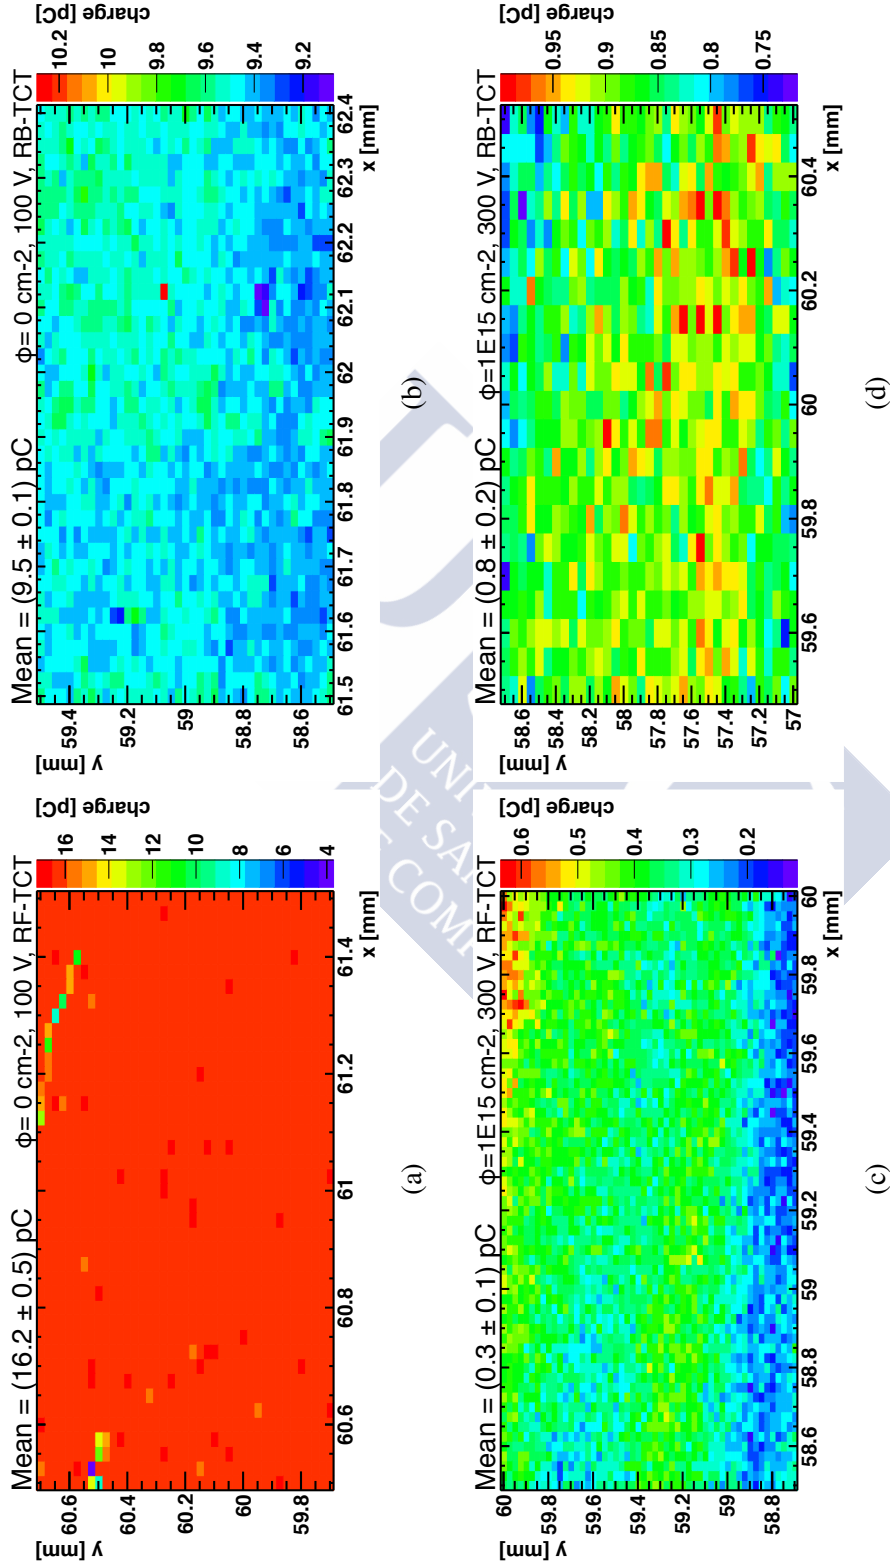 Mean = (16.2 ± 0.5) pC ϕ= 0 cm-2, 100 V, RF-TCT
y [mm]
60.6
60.4
60.2
60
59.8
60.6 60.8 61 61.2 61.4
x [mm]
charge [pC]
16
14
12
10
8
6
4
(a)
Mean = (9.5 ± 0.1) pC ϕ= 0 cm-2, 100 V, RB-TCT
y [mm]
59.4
59.2
59
58.8
58.6
61.5 61.6 61.7 61.8 61.9 62 62.1 62.2 62.3 62.4
x [mm]
charge [pC]
10.2
10
9.8
9.6
9.4
9.2
(b)
Mean = (0.3 ± 0.1) pC ϕ=1E15 cm-2, 300 V, RF-TCT
y [mm]
60
59.8
59.6
59.4
59.2
59
58.8
58.6 58.8 59 59.2 59.4 59.6 59.8 60
x [mm]
charge [pC]
0.6
0.5
0.4
0.3
0.2
(c)
Mean = (0.8 ± 0.2) pC ϕ=1E15 cm-2, 300 V, RB-TCT
y [mm]
58.6
58.4
58.2
58
57.8
57.6
57.4
57.2
57
59.6 59.8 60 60.2 60.4
x [mm]
charge [pC]
0.95
0.9
0.85
0.8
0.75
(d)
UNI
DE SA
COM